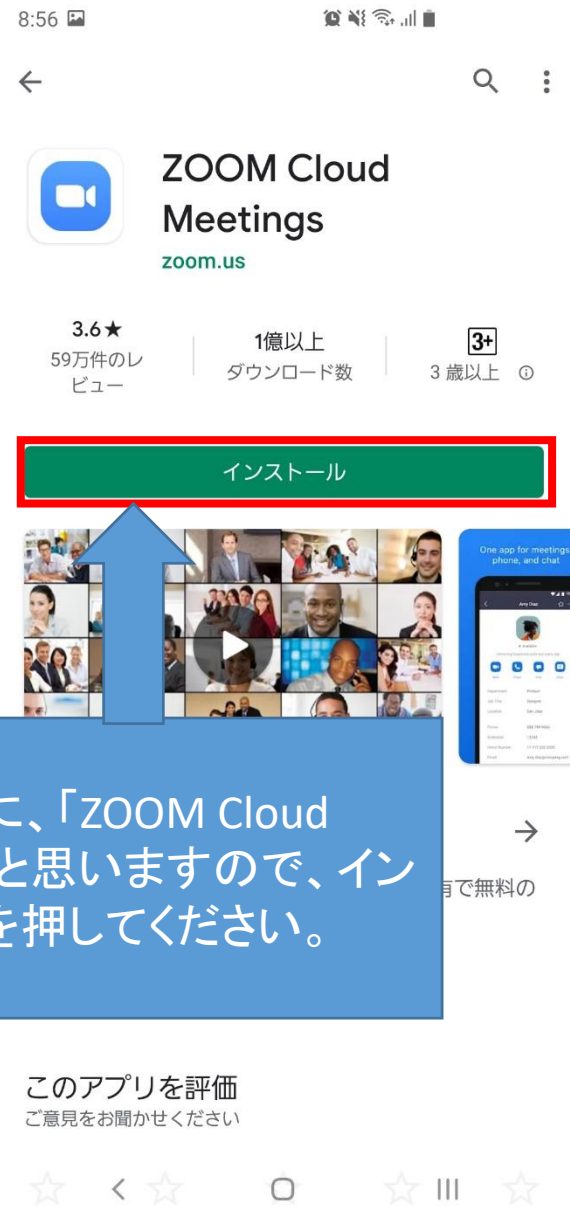 8:56
ZOOM Cloud
Meetings
zoom.us
3.6★
59万件のレ
ビュー
1億以上
ダウンロード数
3+
3 歳以上
インストール
One app for meetings,
phone, and chat
Amy Diaz
に、「ZOOM Cloud
と思いますので、イン
を押してください。
有で無料の
このアプリを評価
ご意見をお聞かせください